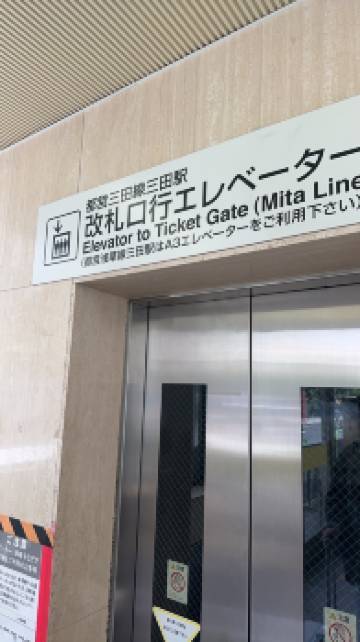 都営三田線三田駅
改札口行エレベーター
Elevator to Ticket Gate (Mita Line
(都営浅草線三田駅はA3エレベーターをご利用下さい)